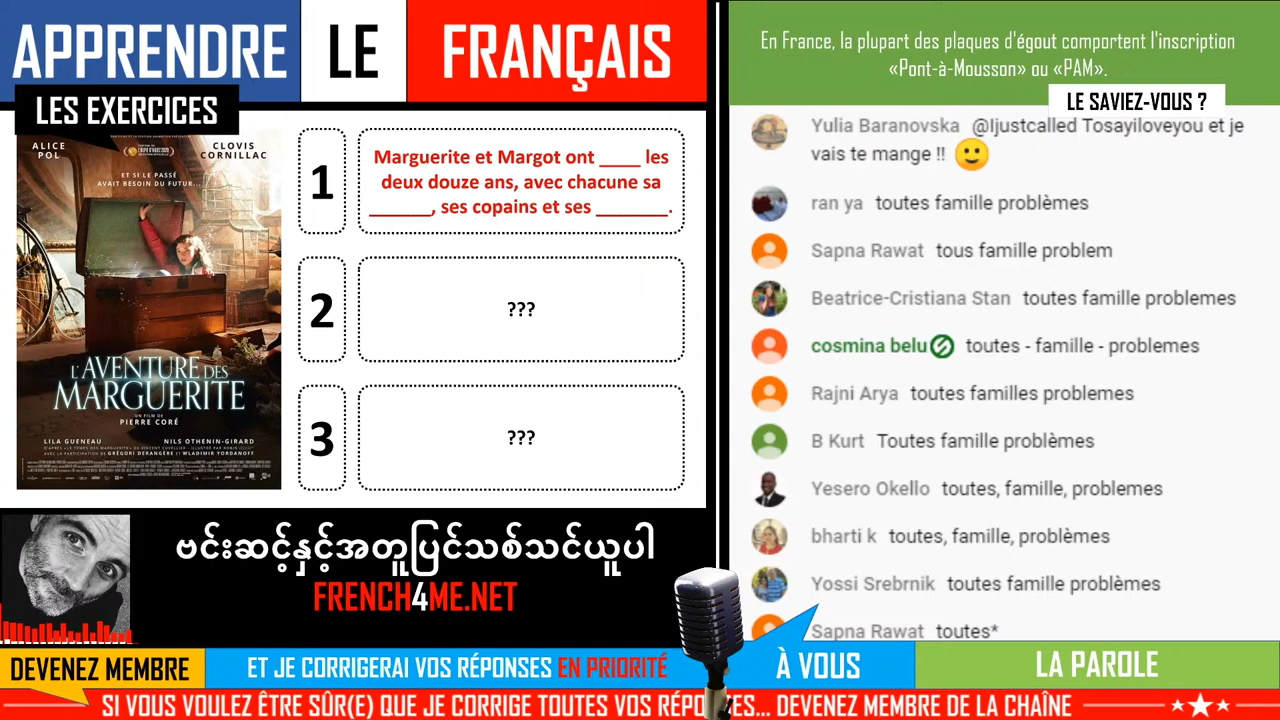 APPRENDRE LE FRANÇAIS
LES EXERCICES
ALICE POL
CLOVIS CORNILLAC
ET SI LE PASSÉ
AVAIT BESOIN DU FUTUR...
L'AVENTURE DES
MARGUERITE
UN FILM DE
PIERRE CORÉ
LILA GUENEAU NILS OTHENIN-GIRARD
AVEC LA PARTICIPATION DE GRÉGORI DERANGÈRE ET WLADIMIR YORDANOFF
1
Marguerite et Margot ont ____ les
deux douze ans, avec chacune sa
______, ses copains et ses _______.
2
???
3
???
ဗင်းဆင့်နှင့်အတူပြင်သစ်သင်ယူပါ
FRENCH4ME.NET
En France, la plupart des plaques d'égout comportent l'inscription
«Pont-à-Mousson» ou «PAM».
LE SAVIEZ-VOUS ?
Yulia Baranovska @Ijustcalled Tosayiloveyou et je
vais te mange !! 🙂
ran ya toutes famille problèmes
Sapna Rawat tous famille problem
Beatrice-Cristiana Stan toutes famille problemes
cosmina belu toutes - famille - problemes
Rajni Arya toutes familles problemes
B Kurt Toutes famille problèmes
Yesero Okello toutes, famille, problemes
bharti k toutes, famille, problèmes
Yossi Srebrnik toutes famille problèmes
Sapna Rawat toutes*
DEVENEZ MEMBRE
ET JE CORRIGERAI VOS RÉPONSES EN PRIORITÉ
À VOUS
LA PAROLE
SI VOUS VOULEZ ÊTRE SÛR(E) QUE JE CORRIGE TOUTES VOS RÉPONZES... DEVENEZ MEMBRE DE LA CHAÎNE